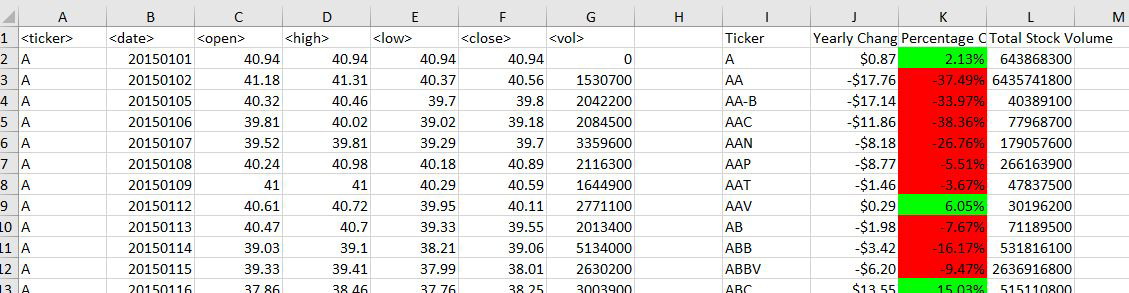 A B C D E F G H I J K L M
1 <ticker> <date> <open> <high> <low> <close> <vol> Ticker Yearly Chang Percentage C Total Stock Volume
2 A 20150101 40.94 40.94 40.94 40.94 0 A $0.87 2.13% 643868300
3 A 20150102 41.18 41.31 40.37 40.56 1530700 AA -$17.76 -37.49% 6435741800
4 A 20150105 40.32 40.46 39.7 39.8 2042200 AA-B -$17.14 -33.97% 40389100
5 A 20150106 39.81 40.02 39.02 39.18 2084500 AAC -$11.86 -38.36% 77968700
6 A 20150107 39.52 39.81 39.29 39.7 3359600 AAN -$8.18 -26.76% 179057600
7 A 20150108 40.24 40.98 40.18 40.89 2116300 AAP -$8.77 -5.51% 266163900
8 A 20150109 41 41 40.29 40.59 1644900 AAT -$1.46 -3.67% 47837500
9 A 20150112 40.61 40.72 39.95 40.11 2771100 AAV $0.29 6.05% 30196200
10 A 20150113 40.47 40.7 39.33 39.55 2013400 AB -$1.98 -7.67% 71189500
11 A 20150114 39.03 39.1 38.21 39.06 5134000 ABB -$3.42 -16.17% 531816100
12 A 20150115 39.33 39.41 37.99 38.01 2630200 ABBV -$6.20 -9.47% 2636916800
13 A 20150116 37.86 38.46 37.76 38.25 3003900 ABC $13.55 15.03% 515110800